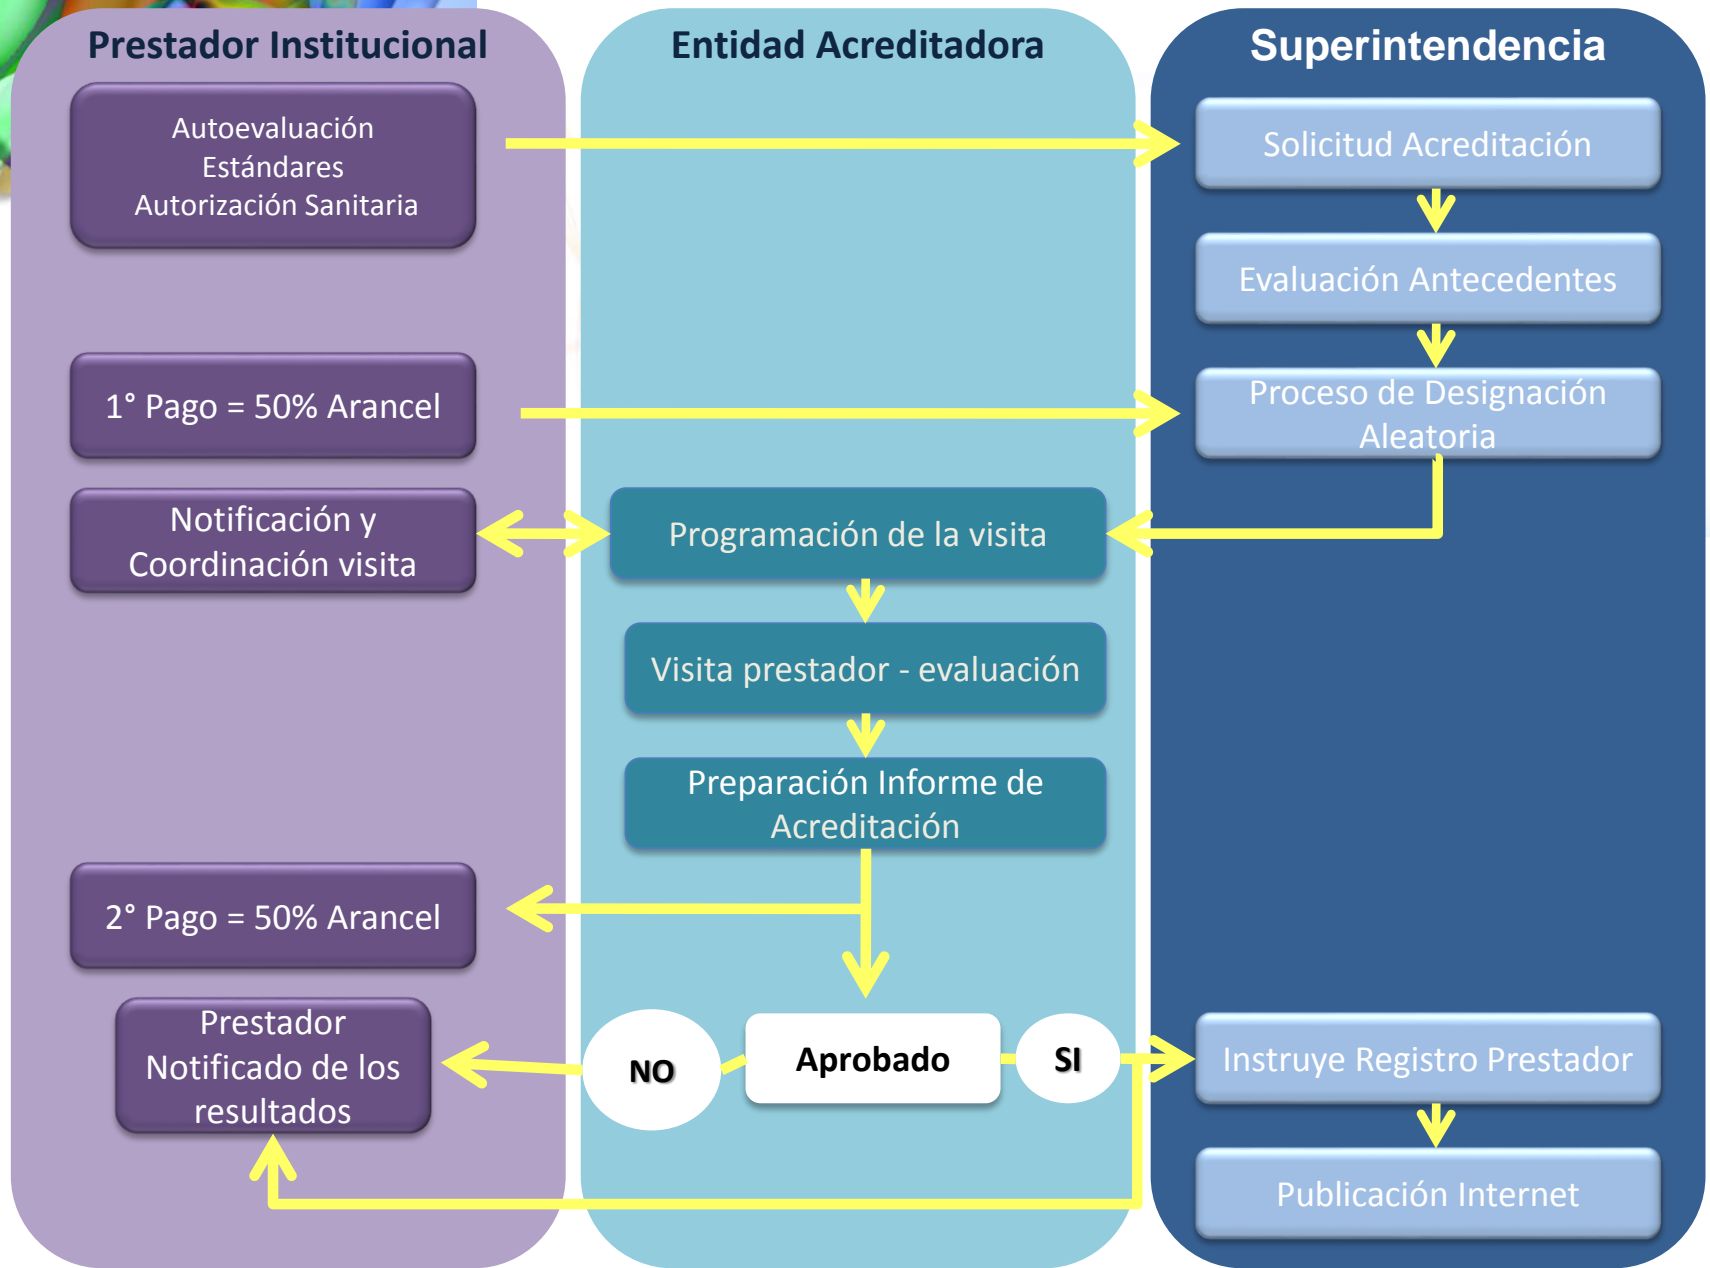 Prestador Institucional
Autoevaluación
Estándares
Autorización Sanitaria
1° Pago = 50% Arancel
Notificación y
Coordinación visita
2° Pago = 50% Arancel
Prestador
Notificado de los
resultados
Entidad Acreditadora
Programación de la visita
Visita prestador - evaluación
Preparación Informe de
Acreditación
NO
Aprobado
SI
Superintendencia
Solicitud Acreditación
Evaluación Antecedentes
Proceso de Designación
Aleatoria
Instruye Registro Prestador
Publicación Internet